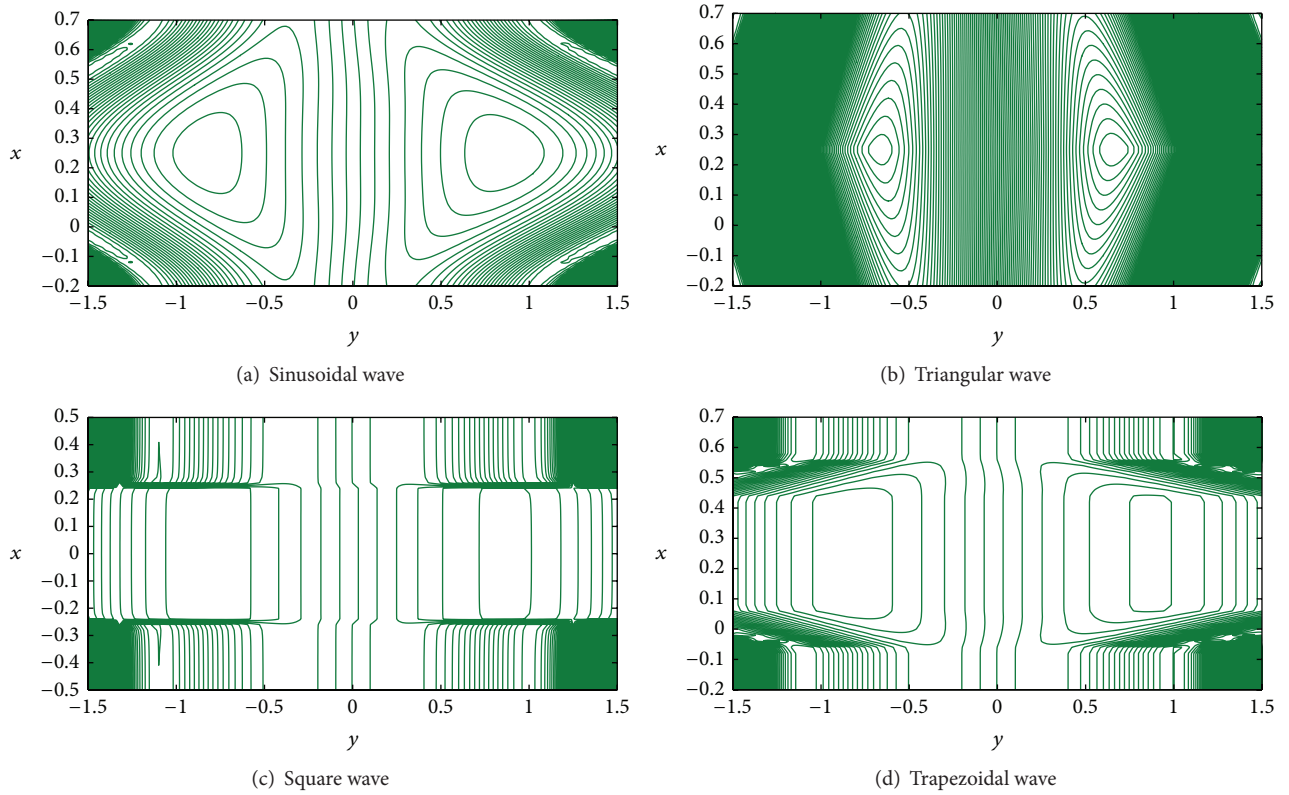 0.7
0.6
0.5
0.4
0.3
0.2
0.1
0
−0.1
−0.2
x
−1.5 −1 −0.5 0 0.5 1 1.5
y
(a) Sinusoidal wave
0.7
0.6
0.5
0.4
0.3
0.2
0.1
0
−0.1
−0.2
x
−1.5 −1 −0.5 0 0.5 1 1.5
y
(b) Triangular wave
0.5
0.4
0.3
0.2
0.1
0
−0.1
−0.2
−0.3
−0.4
−0.5
x
−1.5 −1 −0.5 0 0.5 1 1.5
y
(c) Square wave
0.7
0.6
0.5
0.4
0.3
0.2
0.1
0
−0.1
−0.2
x
−1.5 −1 −0.5 0 0.5 1 1.5
y
(d) Trapezoidal wave